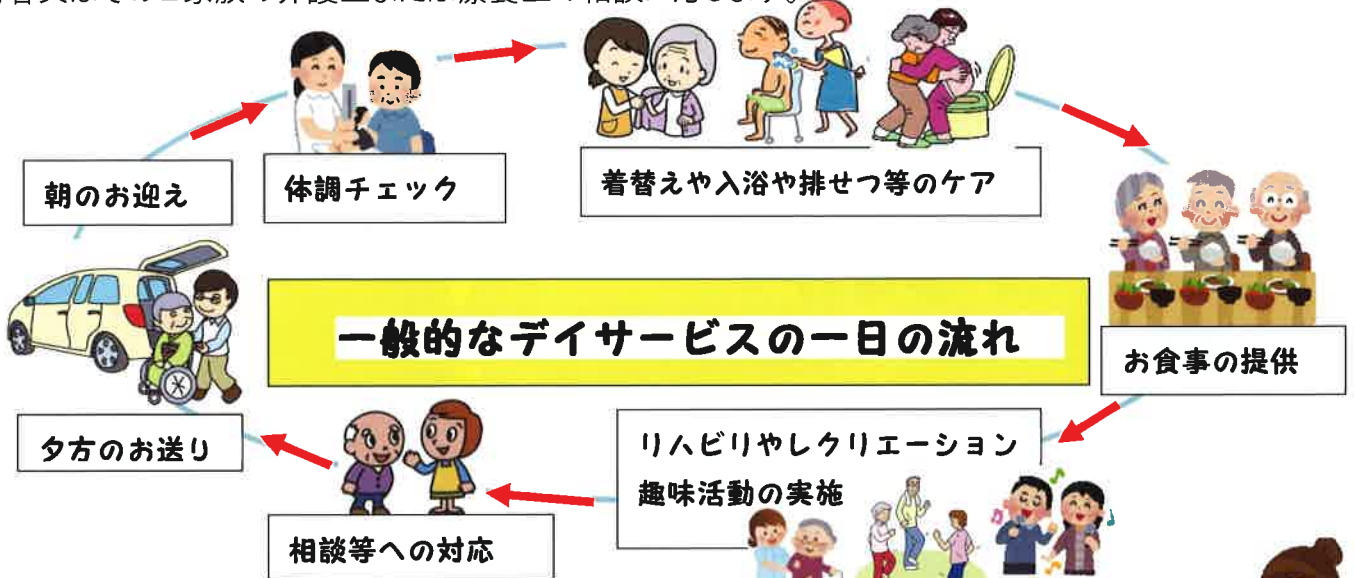 朝のお迎え
体調チェック
着替えや入浴や排せつ等のケア
一般的なデイサービスの一日の流れ
お食事の提供
リハビリやレクリエーション
趣味活動の実施
相談等への対応
夕方のお送り